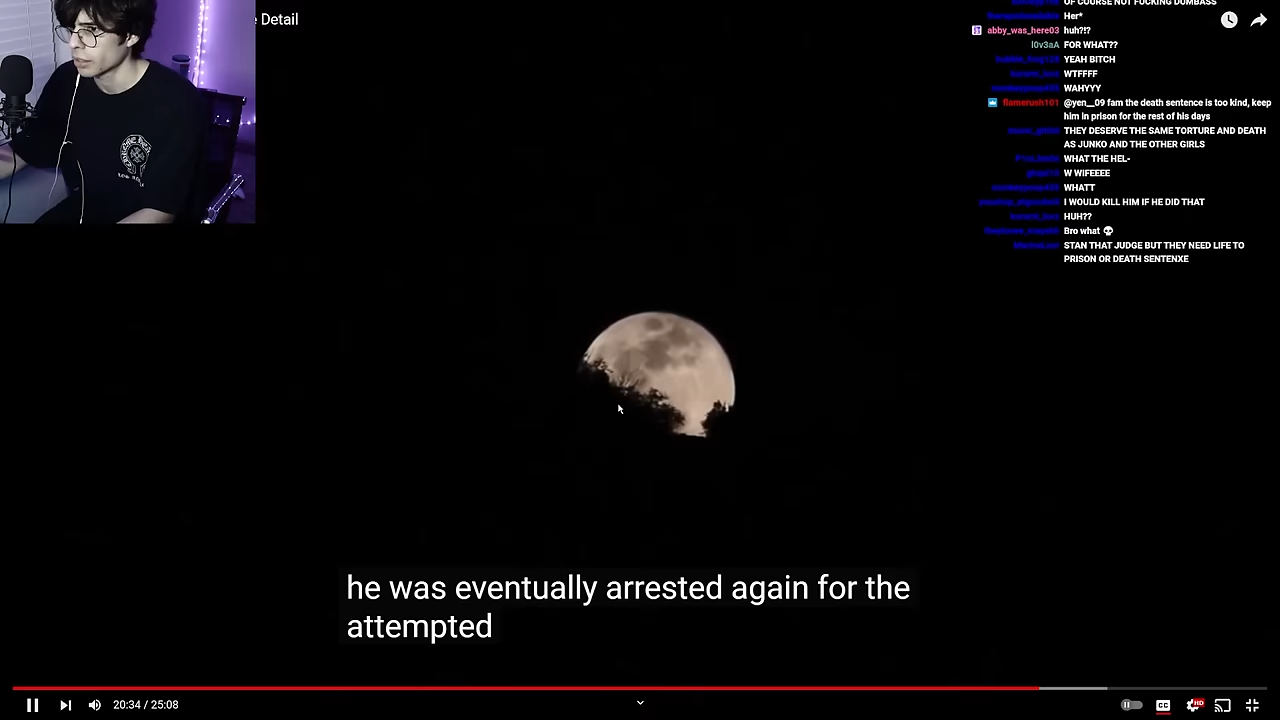 Detail
OF COURSE NOT FUCKING DUMBASS
Her*
abby_was_here03 huh?!?
l0v3aA FOR WHAT??
YEAH BITCH
WTFFFF
WAHYYY
flamerush101 @yen__09 fam the death sentence is too kind, keep
him in prison for the rest of his days
THEY DESERVE THE SAME TORTURE AND DEATH
AS JUNKO AND THE OTHER GIRLS
WHAT THE HEL-
W WIFEEEE
WHATT
I WOULD KILL HIM IF HE DID THAT
HUH??
Bro what 💀
STAN THAT JUDGE BUT THEY NEED LIFE TO
PRISON OR DEATH SENTENXE
he was eventually arrested again for the
attempted
20:34 / 25:08
CC
HD